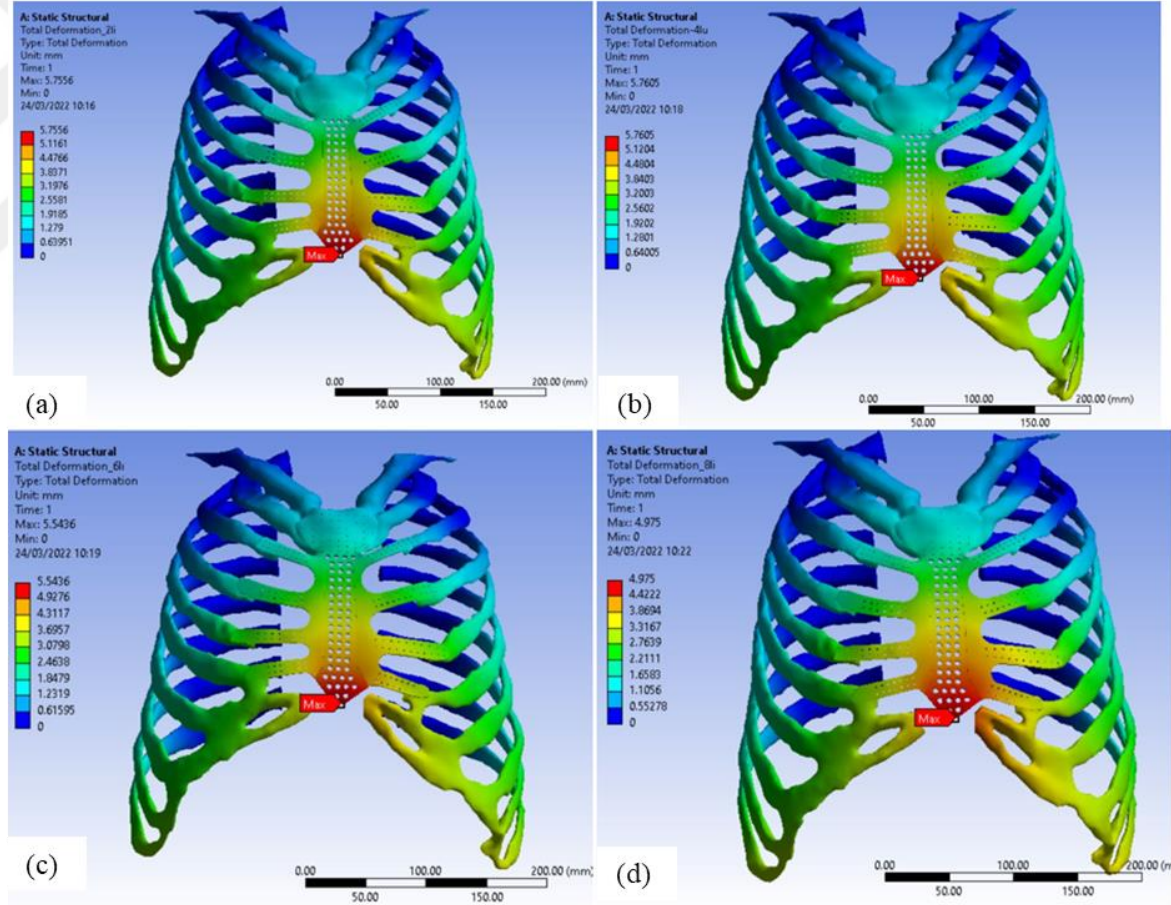 A: Static Structural
Total Deformation_2li
Type: Total Deformation
Unit: mm
Time: 1
Max: 5.7556
Min: 0
24/03/2022 10:16
5.7556
5.1161
4.4766
3.8371
3.1976
2.5581
1.9185
1.279
0.63951
0
Max
0.00 100.00 200.00 (mm)
50.00 150.00
(a)
A: Static Structural
Total Deformation-4lu
Type: Total Deformation
Unit: mm
Time: 1
Max: 5.7605
Min: 0
24/03/2022 10:18
5.7605
5.1204
4.4804
3.8403
3.2003
2.5602
1.9202
1.2801
0.64005
0
Max
0.00 100.00 200.00 (mm)
50.00 150.00
(b)
A: Static Structural
Total Deformation_6lı
Type: Total Deformation
Unit: mm
Time: 1
Max: 5.5436
Min: 0
24/03/2022 10:19
5.5436
4.9276
4.3117
3.6957
3.0798
2.4638
1.8479
1.2319
0.61595
0
Max
0.00 100.00 200.00 (mm)
50.00 150.00
(c)
A: Static Structural
Total Deformation_8li
Type: Total Deformation
Unit: mm
Time: 1
Max: 4.975
Min: 0
24/03/2022 10:22
4.975
4.4222
3.8694
3.3167
2.7639
2.2111
1.6583
1.1056
0.55278
0
Max
0.00 100.00 200.00 (mm)
50.00 150.00
(d)